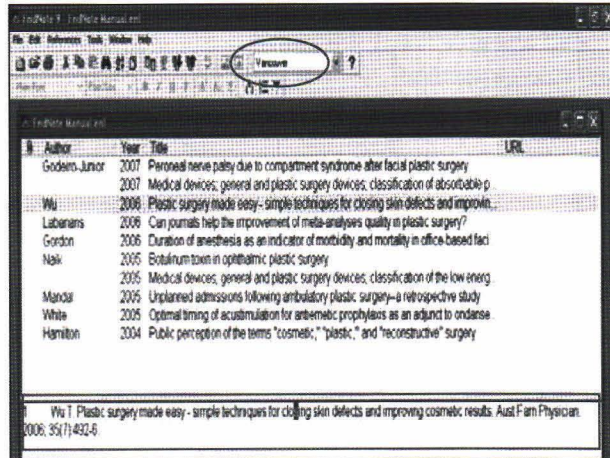 EndNote 9 - EndNote Manual.enl
File Edit References Tools Window Help
Vancouver ?
Plain Font Plain Size B I U P
EndNote Manual.enl
Author Year Title URL
Godeiro-Junior 2007 Peroneal nerve palsy due to compartment syndrome after facial plastic surgery
2007 Medical devices; general and plastic surgery devices; classification of absorbable p...
Wu 2006 Plastic surgery made easy - simple techniques for closing skin defects and improvin...
Labanaris 2006 Can journals help the improvement of meta-analyses quality in plastic surgery?
Gordon 2006 Duration of anesthesia as an indicator of morbidity and mortality in office-based faci
Naik 2005 Botulinum toxin in ophthalmic plastic surgery
2005 Medical devices; general and plastic surgery devices; classification of the low energ...
Mandal 2005 Unplanned admissions following ambulatory plastic surgery--a retrospective study
White 2005 Optimal timing of acustimulation for antiemetic prophylaxis as an adjunct to ondanse...
Hamilton 2004 Public perception of the terms "cosmetic," "plastic," and "reconstructive" surgery
1 Wu T. Plastic surgery made easy - simple techniques for closing skin defects and improving cosmetic results. Aust Fam Physician.
2006; 35(7):492-6.